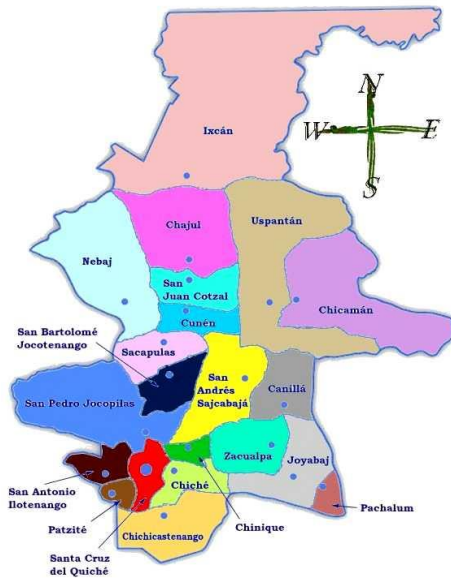 N
W E
S
Ixcán
Chajul
Uspantán
Nebaj
San
Juan Cotzal
Chicamán
Cunén
San Bartolomé
Jocotenango
Sacapulas
San
Andrés
Sajcabajá
Canillá
San Pedro Jocopilas
Zacualpa
Joyabaj
San Antonio
Ilotenango
Chiché
Patzité
Chinique
Pachalum
Santa Cruz
del Quiché
Chichicastenango